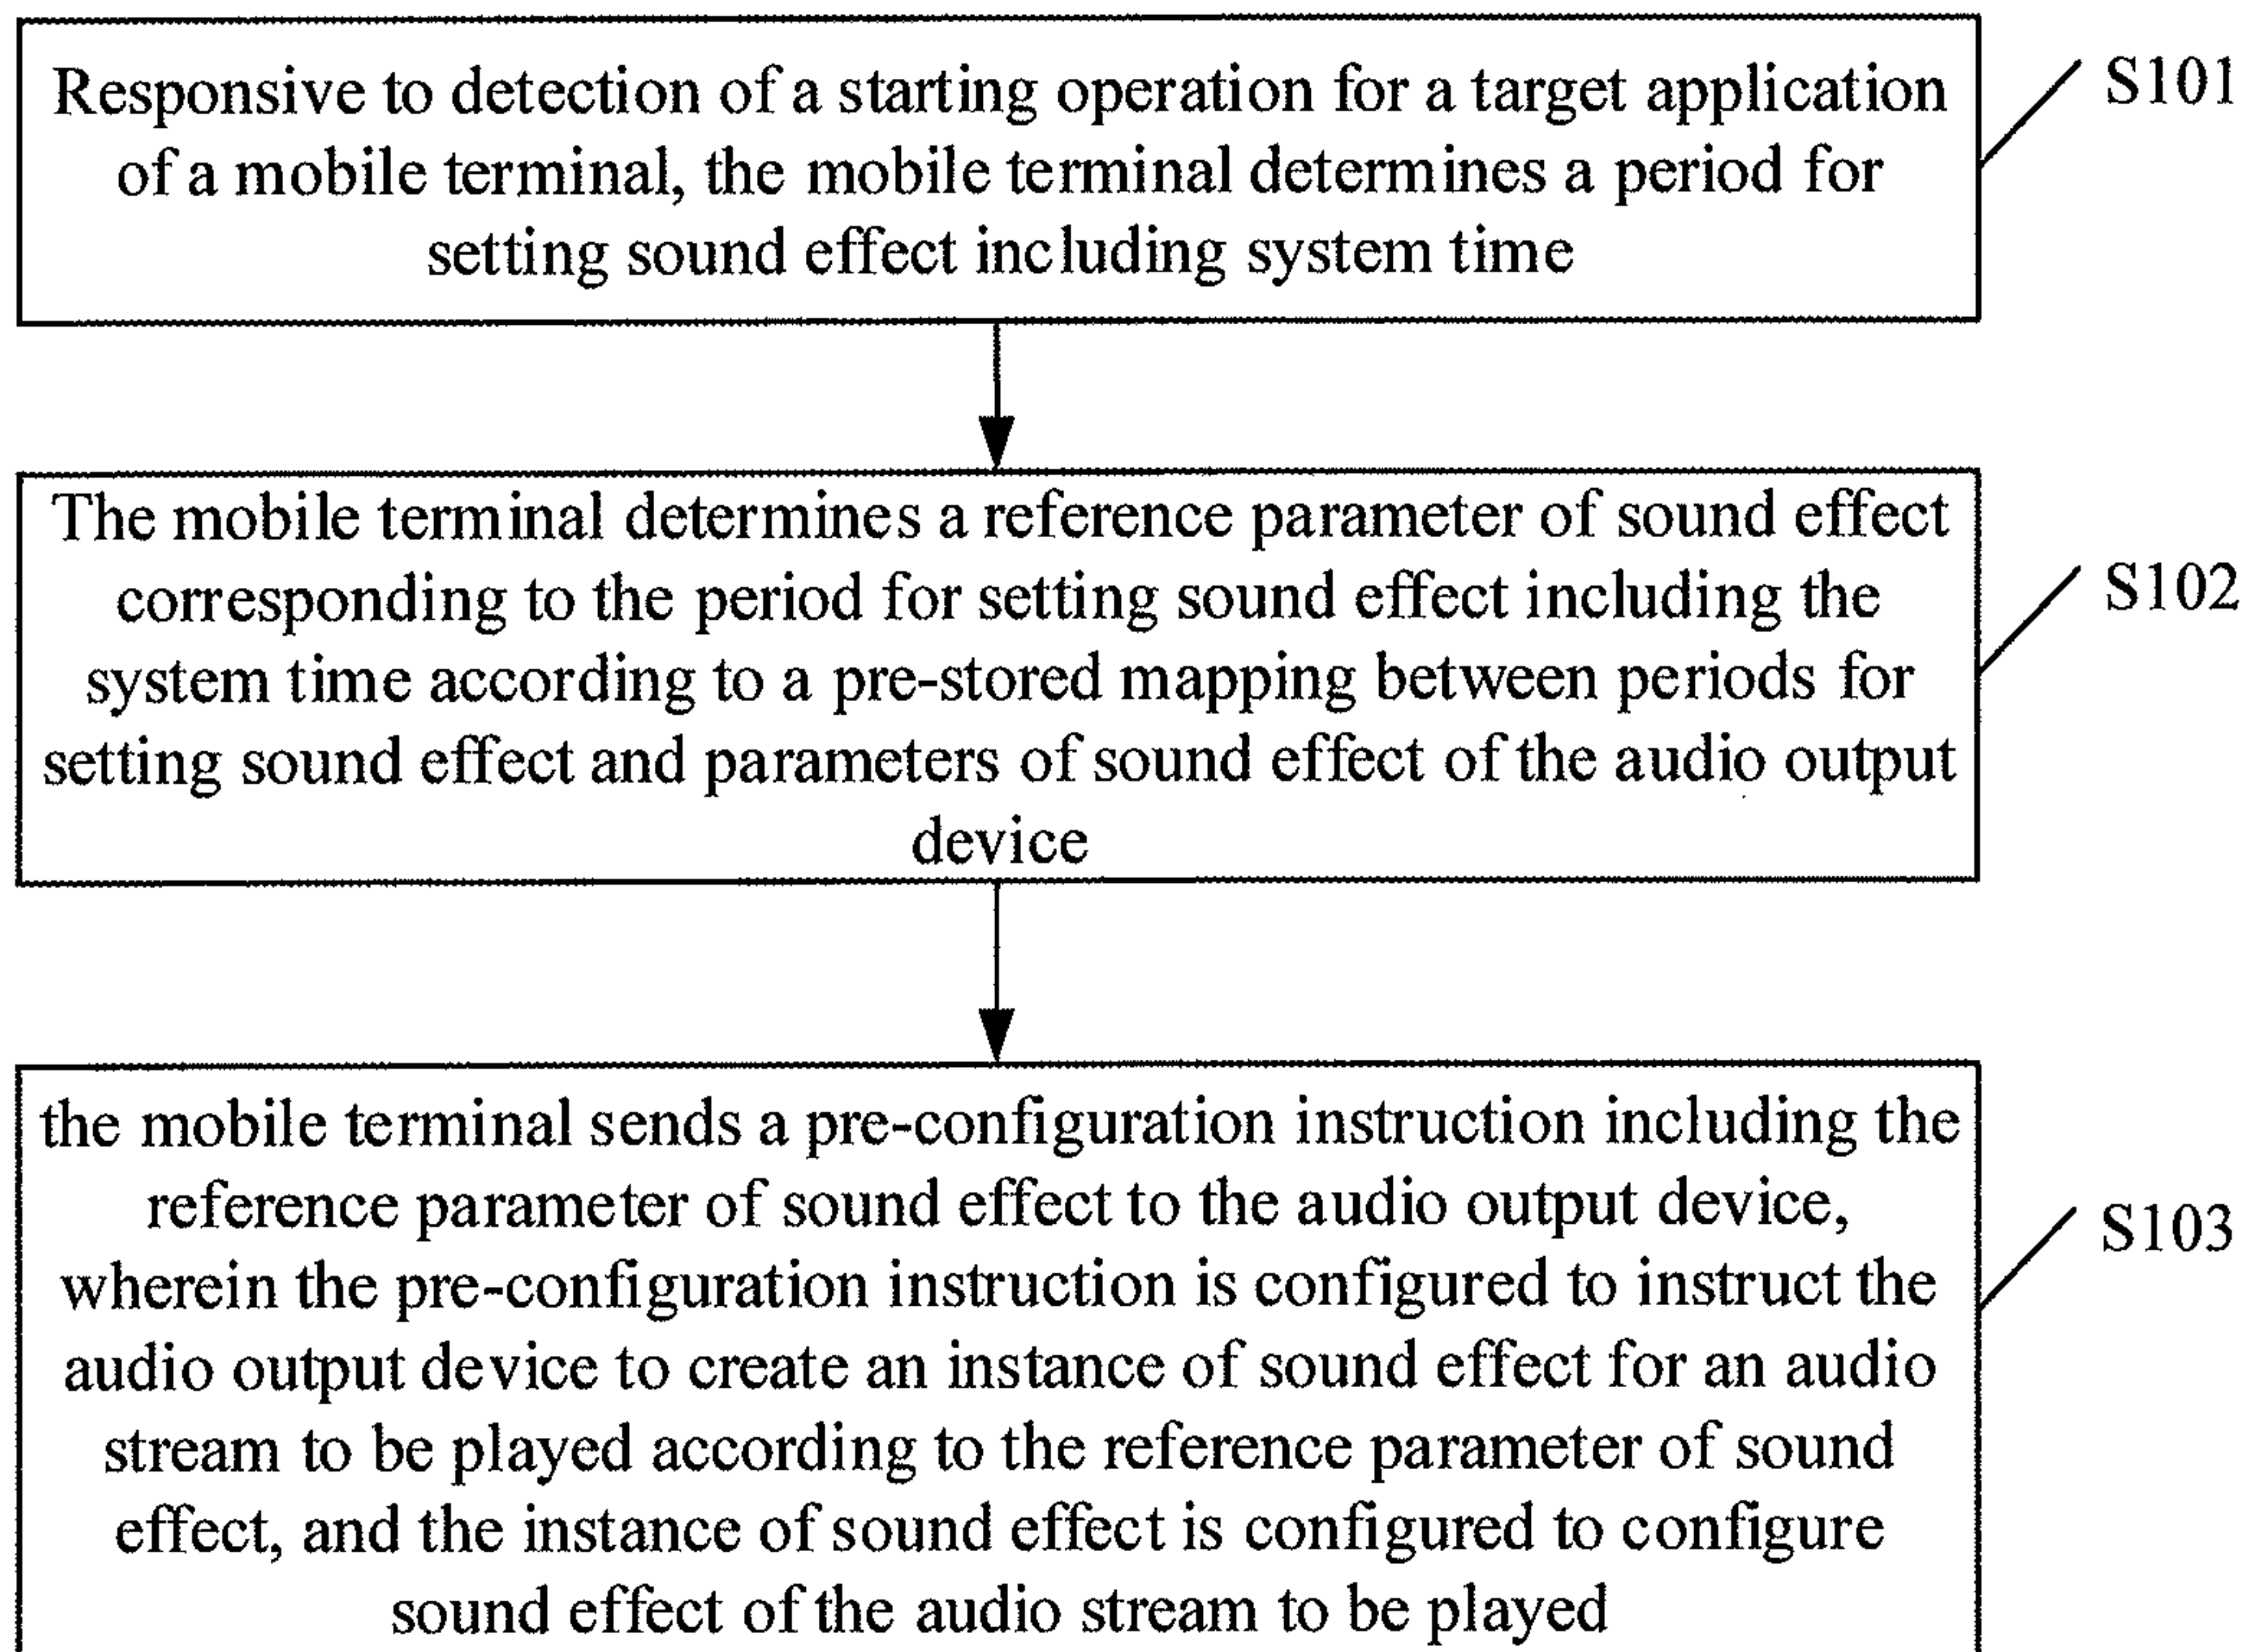 Responsive to detection of a starting operation for a target application
of a mobile terminal, the mobile terminal determines a period for
setting sound effect including system time
S101
The mobile terminal determines a reference parameter of sound effect
corresponding to the period for setting sound effect including the
system time according to a pre-stored mapping between periods for
setting sound effect and parameters of sound effect of the audio output
device
S102
the mobile terminal sends a pre-configuration instruction including the
reference parameter of sound effect to the audio output device,
wherein the pre-configuration instruction is configured to instruct the
audio output device to create an instance of sound effect for an audio
stream to be played according to the reference parameter of sound
effect, and the instance of sound effect is configured to configure
sound effect of the audio stream to be played
S103